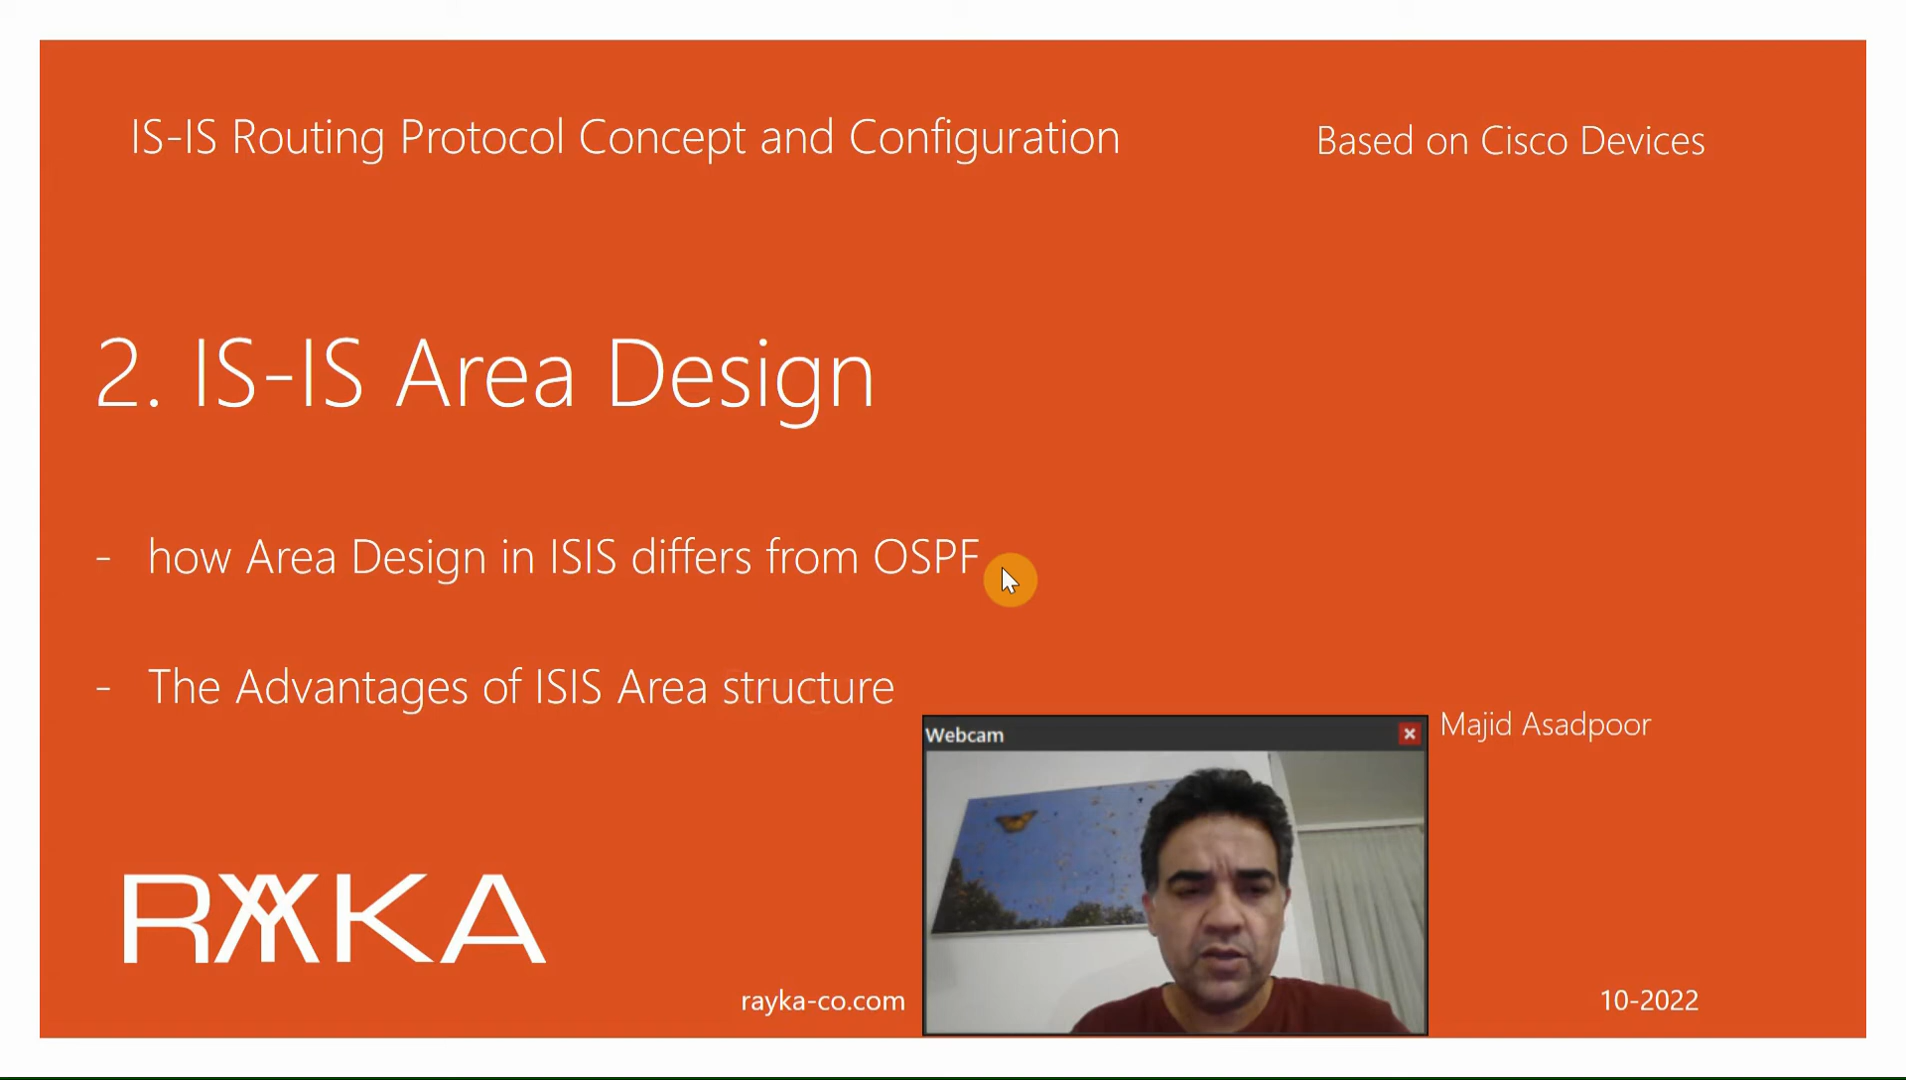 IS-IS Routing Protocol Concept and Configuration
Based on Cisco Devices
2. IS-IS Area Design
- how Area Design in ISIS differs from OSPF
- The Advantages of ISIS Area structure
Webcam
Majid Asadpoor
RAYKA
rayka-co.com
10-2022